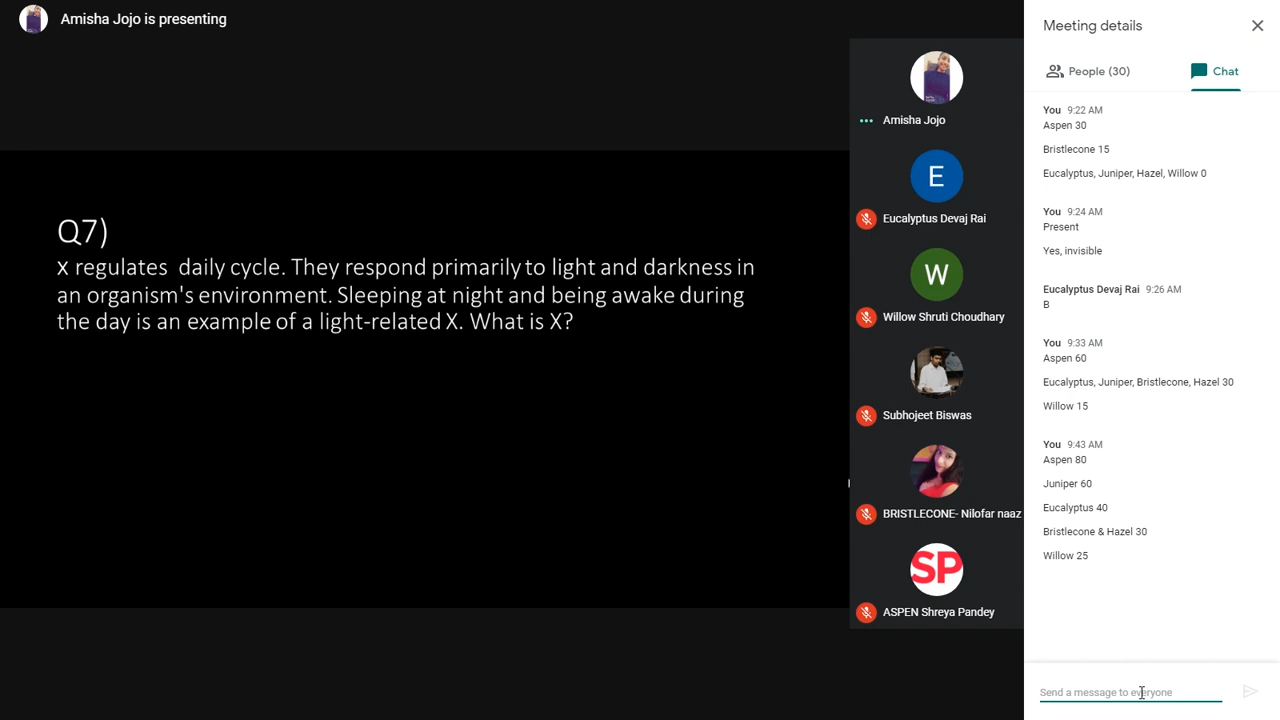 Amisha Jojo is presenting
Q7)
x regulates daily cycle. They respond primarily to light and darkness in
an organism's environment. Sleeping at night and being awake during
the day is an example of a light-related X. What is X?
Amisha Jojo
E
Eucalyptus Devaj Rai
W
Willow Shruti Choudhary
Subhojeet Biswas
BRISTLECONE- Nilofar naaz
SP
ASPEN Shreya Pandey
Meeting details
People (30)
Chat
You 9:22 AM
Aspen 30
Bristlecone 15
Eucalyptus, Juniper, Hazel, Willow 0
You 9:24 AM
Present
Yes, invisible
Eucalyptus Devaj Rai 9:26 AM
B
You 9:33 AM
Aspen 60
Eucalyptus, Juniper, Bristlecone, Hazel 30
Willow 15
You 9:43 AM
Aspen 80
Juniper 60
Eucalyptus 40
Bristlecone & Hazel 30
Willow 25
Send a message to everyone